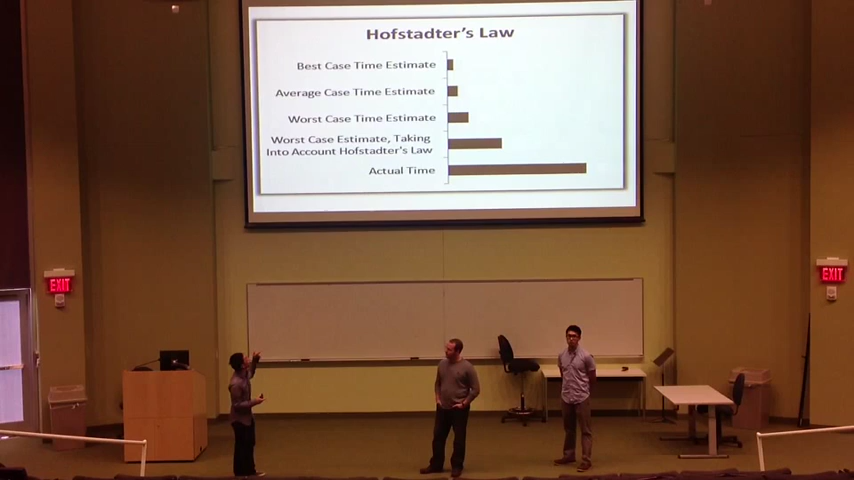 Hofstadter's Law
Best Case Time Estimate
Average Case Time Estimate
Worst Case Time Estimate
Worst Case Estimate, Taking
Into Account Hofstadter's Law
Actual Time
EXIT
EXIT